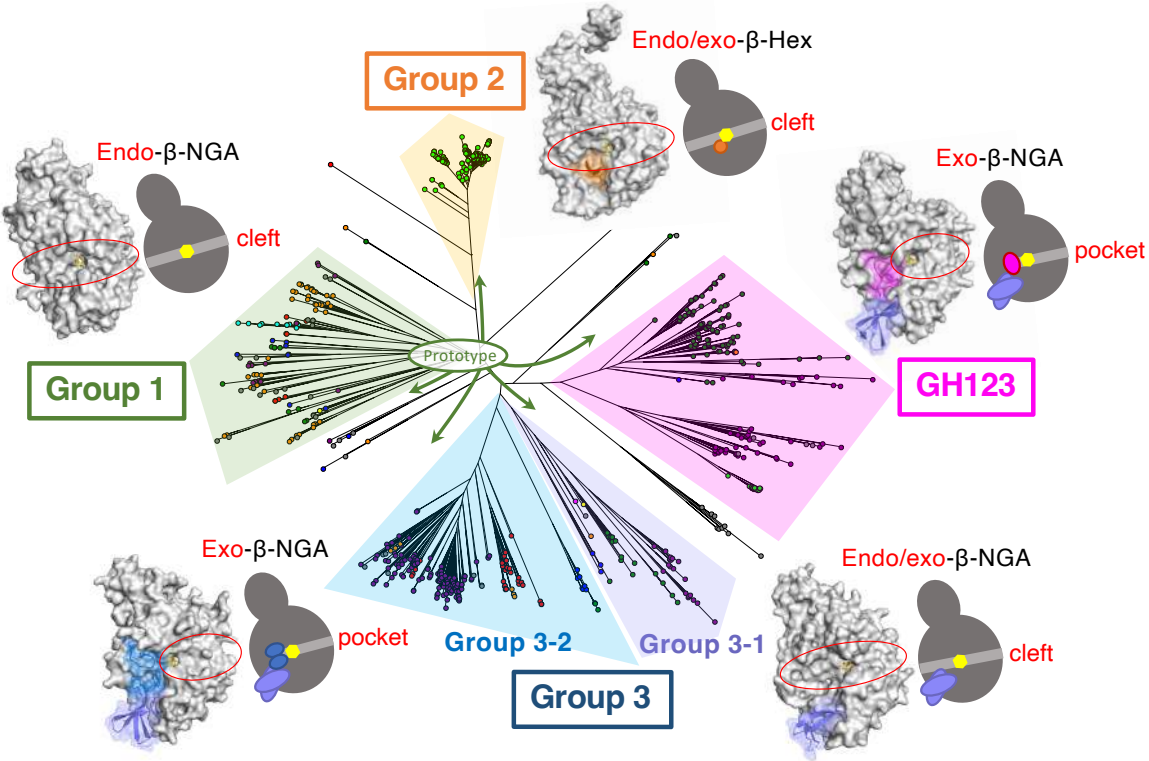 Group 2
Endo/exo-β-Hex
cleft
Endo-β-NGA
cleft
Exo-β-NGA
pocket
Prototype
Group 1
GH123
Exo-β-NGA
pocket
Endo/exo-β-NGA
cleft
Group 3-2
Group 3-1
Group 3